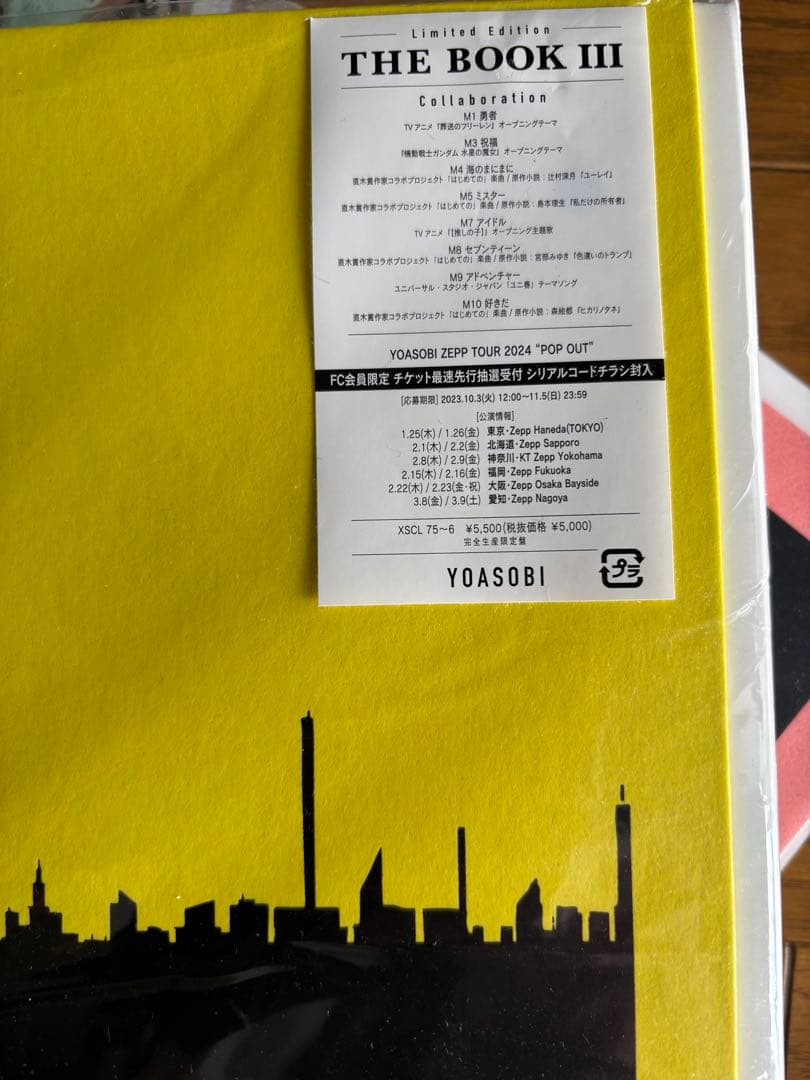 Limited Edition
THE BOOK III
Collaboration
M1 勇者
TVアニメ『葬送のフリーレン』オープニングテーマ
M3 祝福
『機動戦士ガンダム 水星の魔女』オープニングテーマ
M4 海のまにまに
直木賞作家コラボプロジェクト「はじめての」楽曲 / 原作小説：辻村深月『ユーレイ』
M5 ミスター
直木賞作家コラボプロジェクト「はじめての」楽曲 / 原作小説：島本理生『私だけの所有者』
M7 アイドル
TVアニメ『【推しの子】』オープニング主題歌
M8 セブンティーン
直木賞作家コラボプロジェクト「はじめての」楽曲 / 原作小説：宮部みゆき『色違いのトランプ』
M9 アドベンチャー
ユニバーサル・スタジオ・ジャパン「ユニ春」テーマソング
M10 好きだ
直木賞作家コラボプロジェクト「はじめての」楽曲 / 原作小説：森絵都『ヒカリノタネ』
YOASOBI ZEPP TOUR 2024 “POP OUT”
FC会員限定 チケット最速先行抽選受付 シリアルコードチラシ封入
[応募期限] 2023.10.3(火) 12:00～11.5(日) 23:59
[公演情報]
1.25(木) / 1.26(金) 東京・Zepp Haneda(TOKYO)
2.1(木) / 2.2(金) 北海道・Zepp Sapporo
2.8(木) / 2.9(金) 神奈川・KT Zepp Yokohama
2.15(木) / 2.16(金) 福岡・Zepp Fukuoka
2.22(木) / 2.23(金・祝) 大阪・Zepp Osaka Bayside
3.8(金) / 3.9(土) 愛知・Zepp Nagoya
XSCL 75～6 ¥5,500(税抜価格 ¥5,000)
完全生産限定盤
YOASOBI
プラ